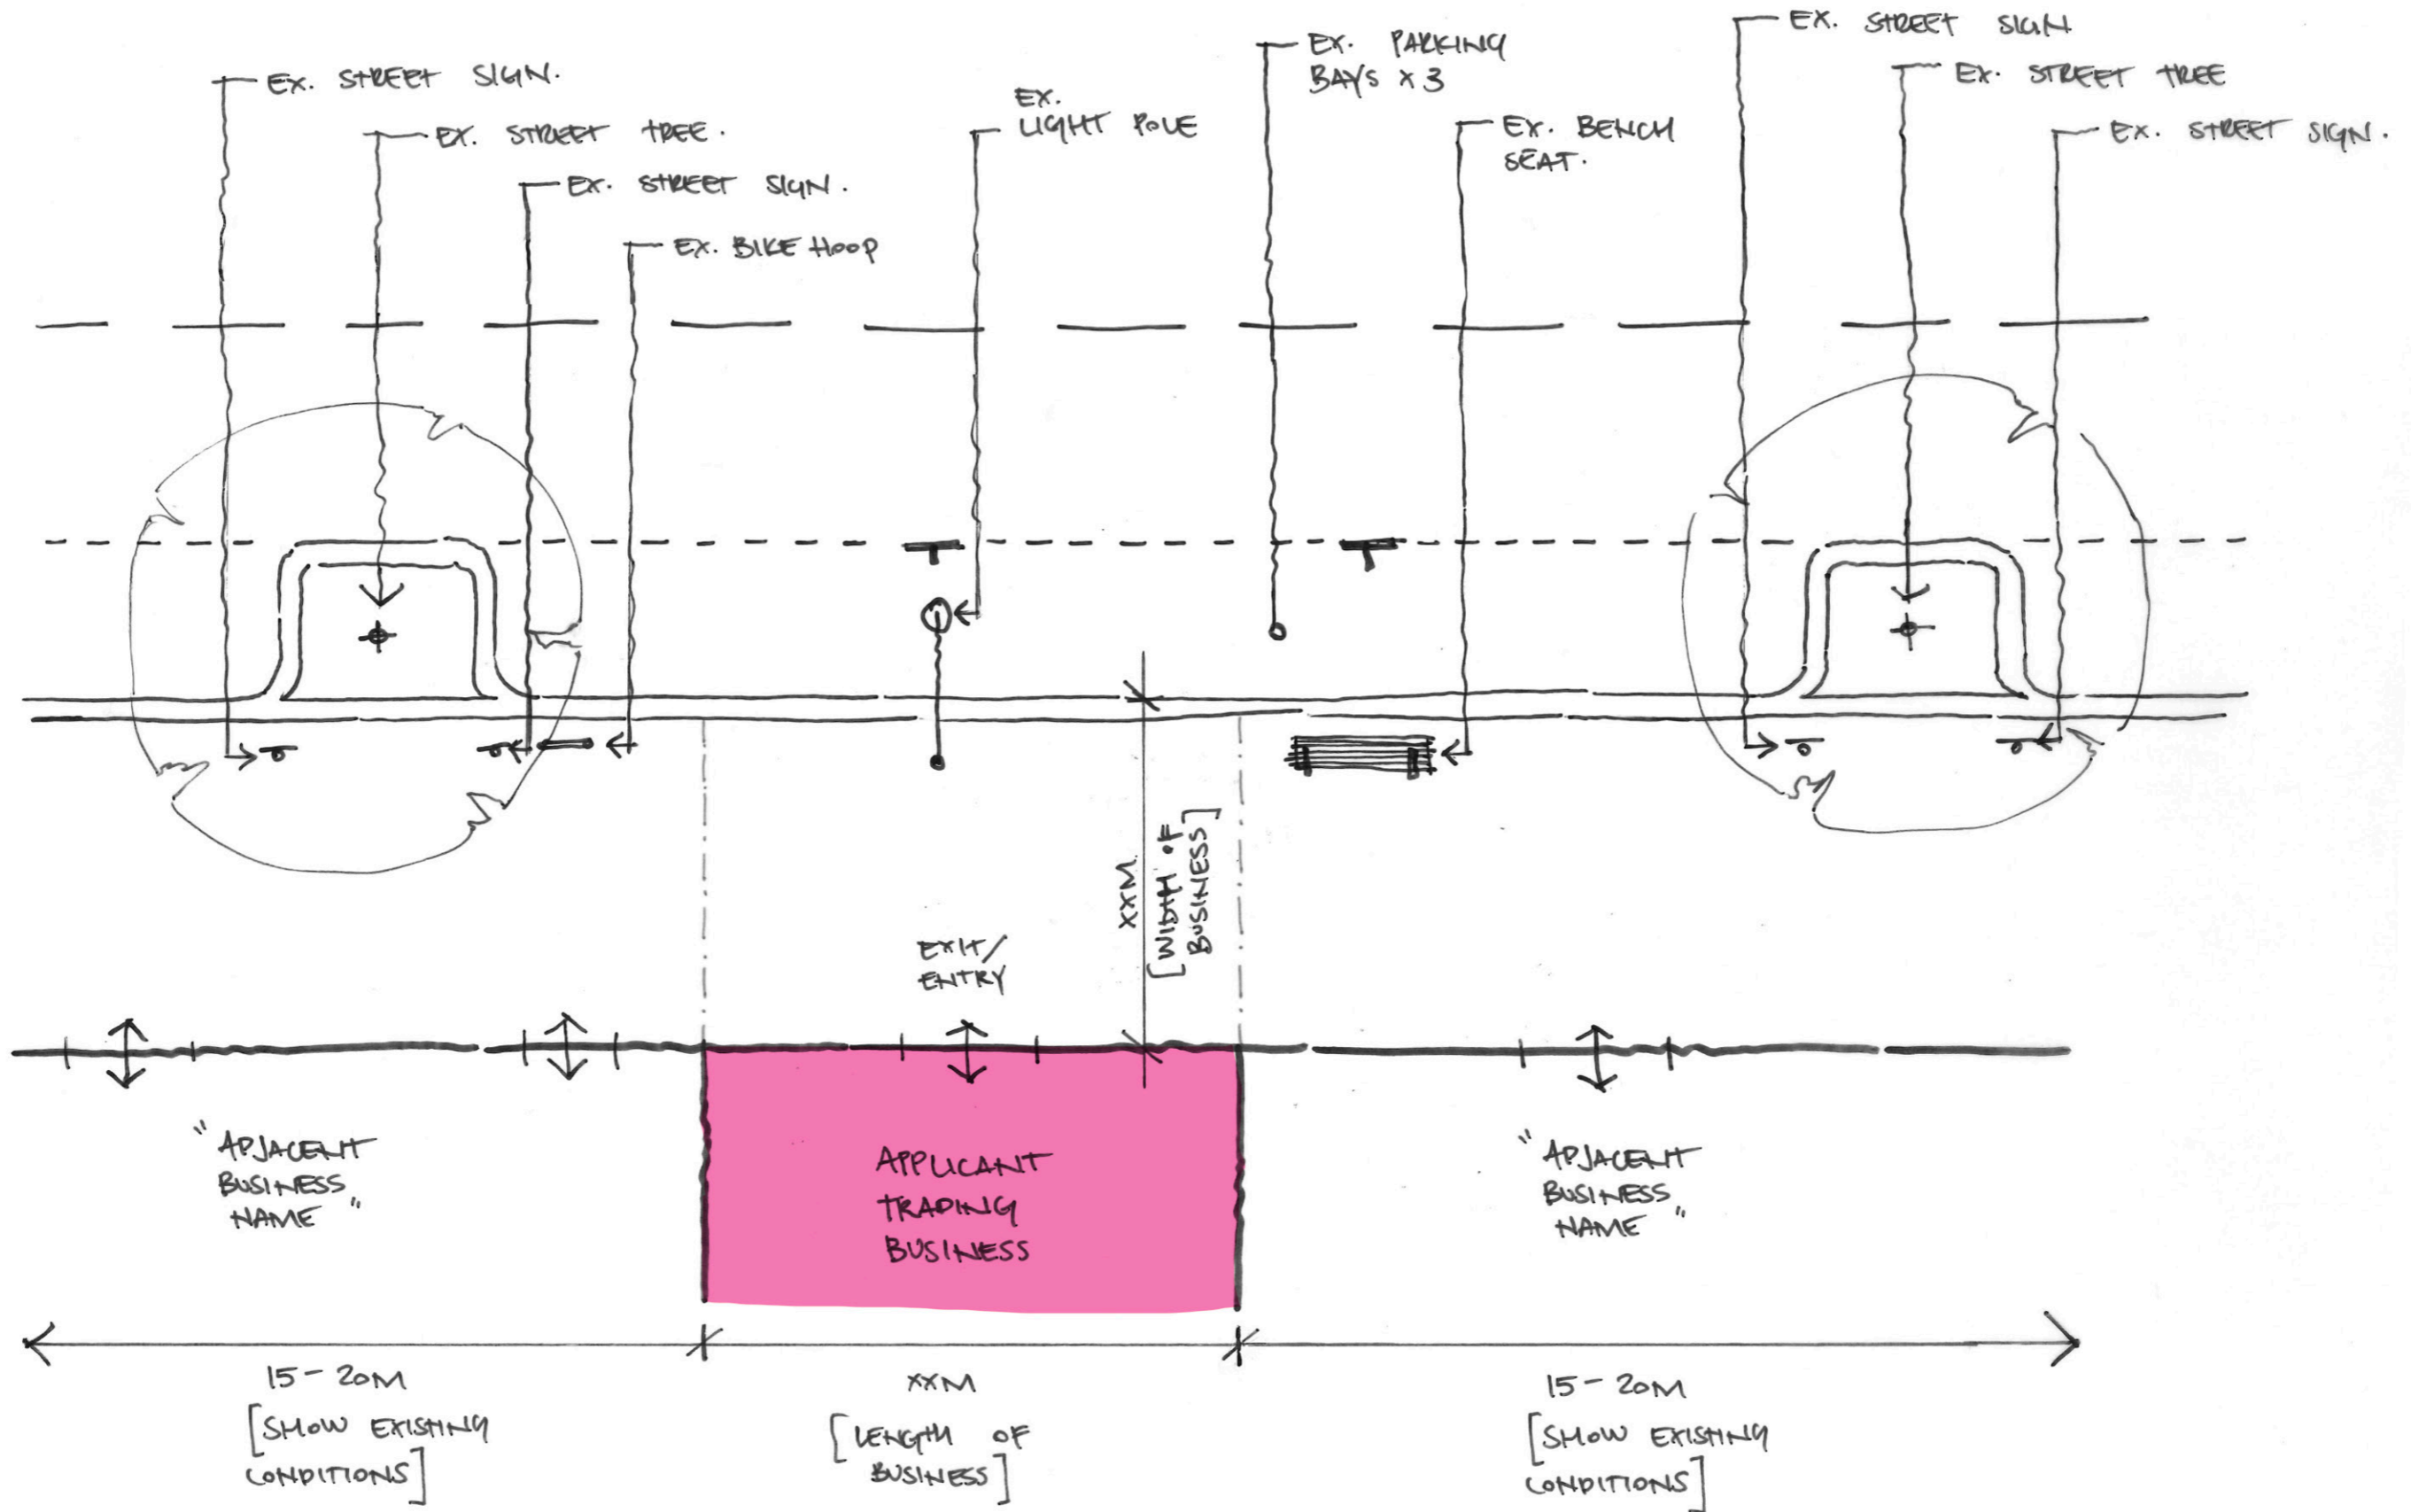 EX. STREET SIGN.
EX. STREET TREE.
EX. STREET SIGN.
EX. BIKE HOOP
EX.
LIGHT POLE
EX. PARKING
BAYS x 3
EX. BENCH
SEAT.
EX. STREET SIGN
EX. STREET TREE
EX. STREET SIGN.
XXM
[WIDTH OF
BUSINESS]
EXIT/
ENTRY
"ADJACENT
BUSINESS
NAME"
APPLICANT
TRADING
BUSINESS
"ADJACENT
BUSINESS
NAME"
15-20M
[SHOW EXISTING
CONDITIONS]
XXM
[LENGTH OF
BUSINESS]
15-20M
[SHOW EXISTING
CONDITIONS]